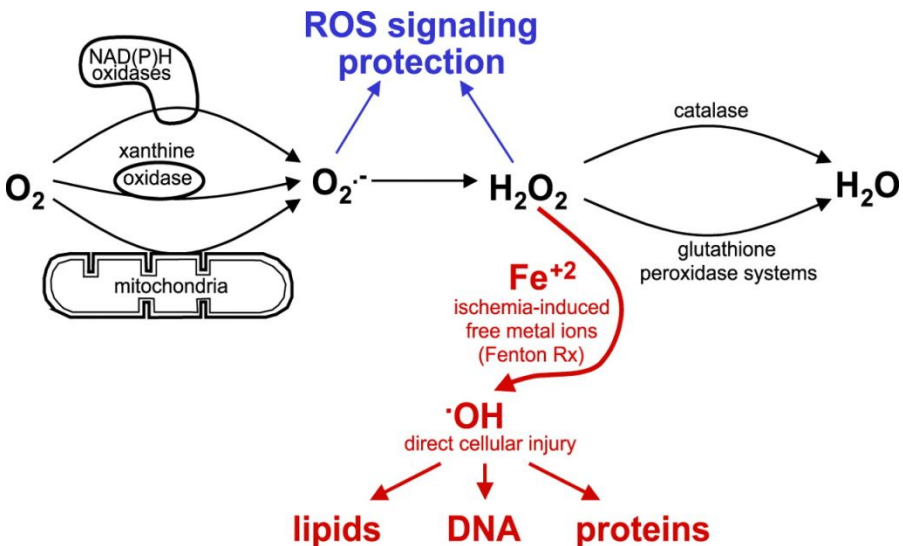 ROS signaling
protection
NAD(P)H
oxidases
catalase
xanthine
oxidase
O₂
O₂·-
H₂O₂
H₂O
mitochondria
glutathione
peroxidase systems
Fe⁺²
ischemia-induced
free metal ions
(Fenton Rx)
·OH
direct cellular injury
lipids DNA proteins